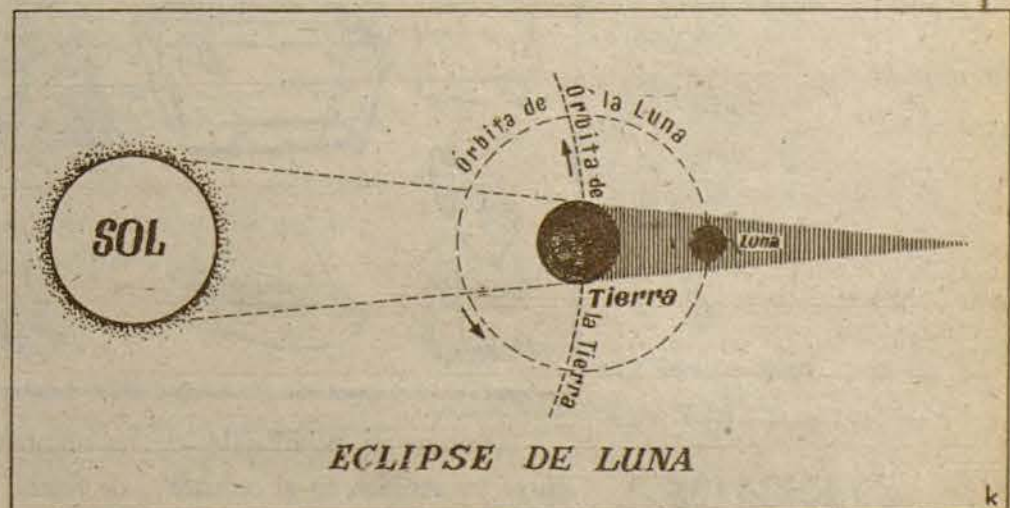 Órbita de la Luna
Órbita de la Tierra
SOL
Luna
Tierra
ECLIPSE DE LUNA
k